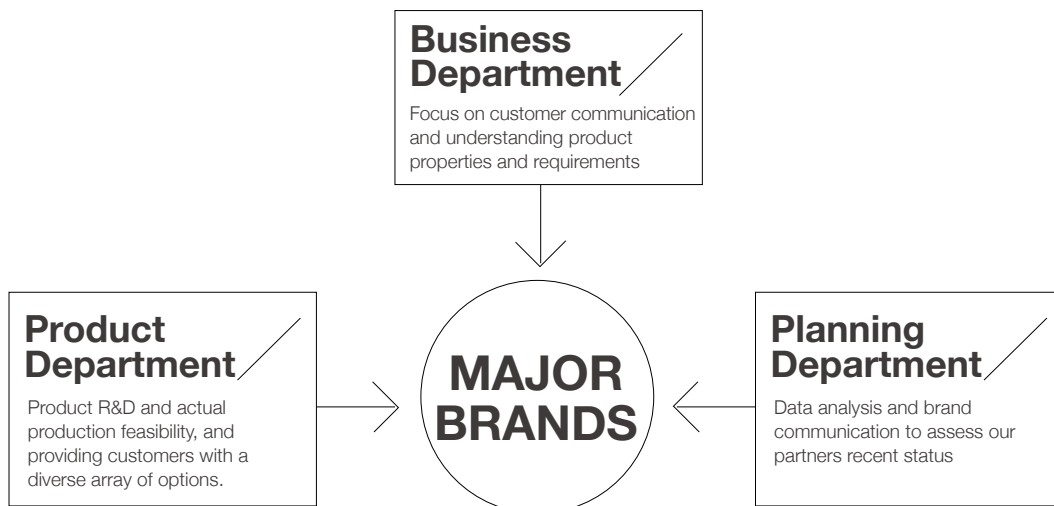 Business
Department
Focus on customer communication
and understanding product
properties and requirements
Product
Department
Product R&D and actual
production feasibility, and
providing customers with a
diverse array of options.
MAJOR
BRANDS
Planning
Department
Data analysis and brand
communication to assess our
partners recent status